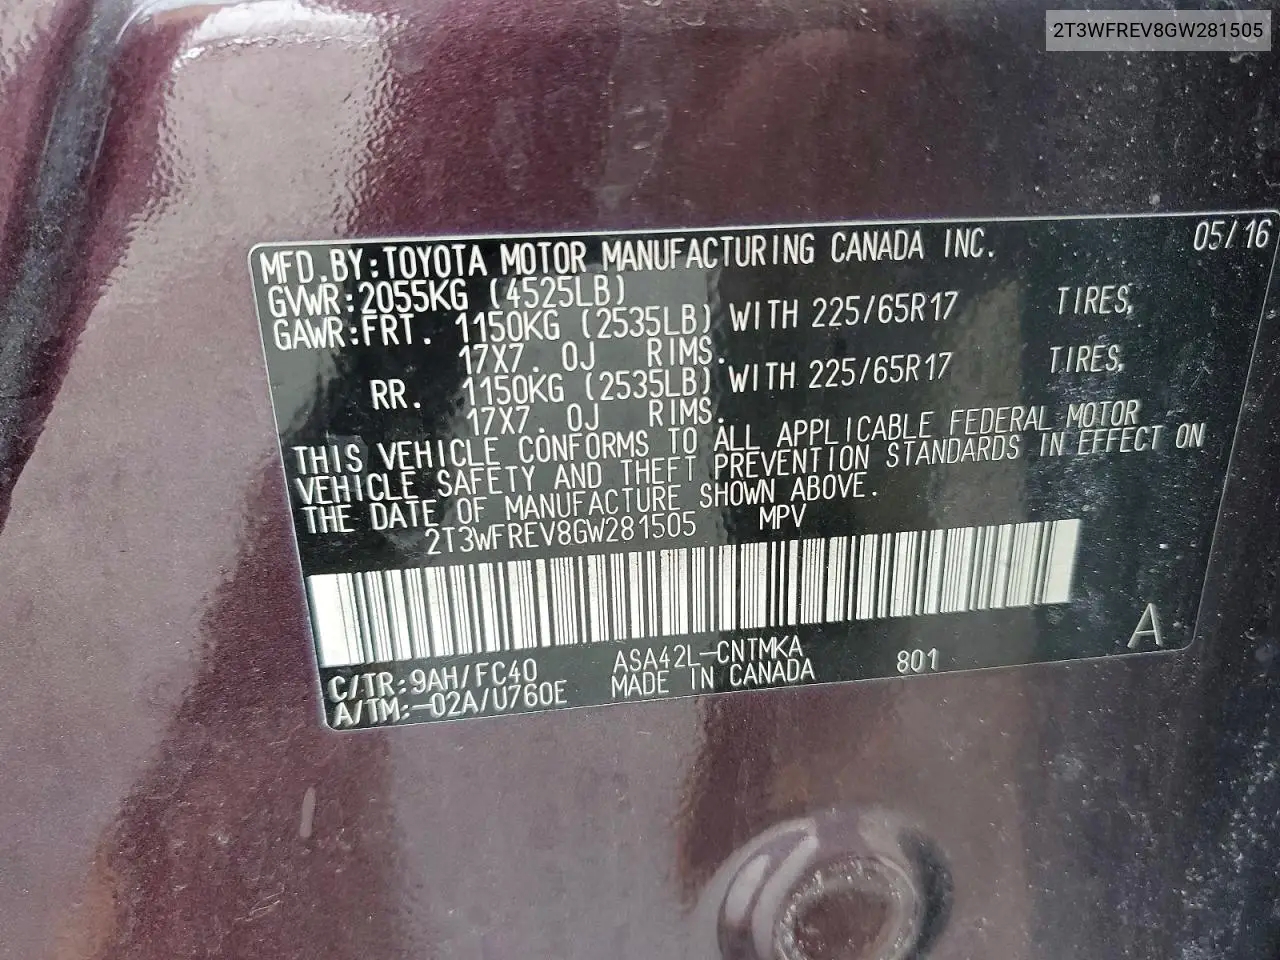 2T3WFREV8GW281505
MFD.BY:TOYOTA MOTOR MANUFACTURING CANADA INC. 05/16
GVWR:2055KG (4525LB)
GAWR:FRT. 1150KG (2535LB) WITH 225/65R17 TIRES,
17X7.0J RIMS.
RR. 1150KG (2535LB) WITH 225/65R17 TIRES,
17X7.0J RIMS.
THIS VEHICLE CONFORMS TO ALL APPLICABLE FEDERAL MOTOR
VEHICLE SAFETY AND THEFT PREVENTION STANDARDS IN EFFECT ON
THE DATE OF MANUFACTURE SHOWN ABOVE.
2T3WFREV8GW281505 MPV
A
C/TR:9AH/FC40 ASA42L-CNTMKA 801
A/TM:-02A/U760E MADE IN CANADA